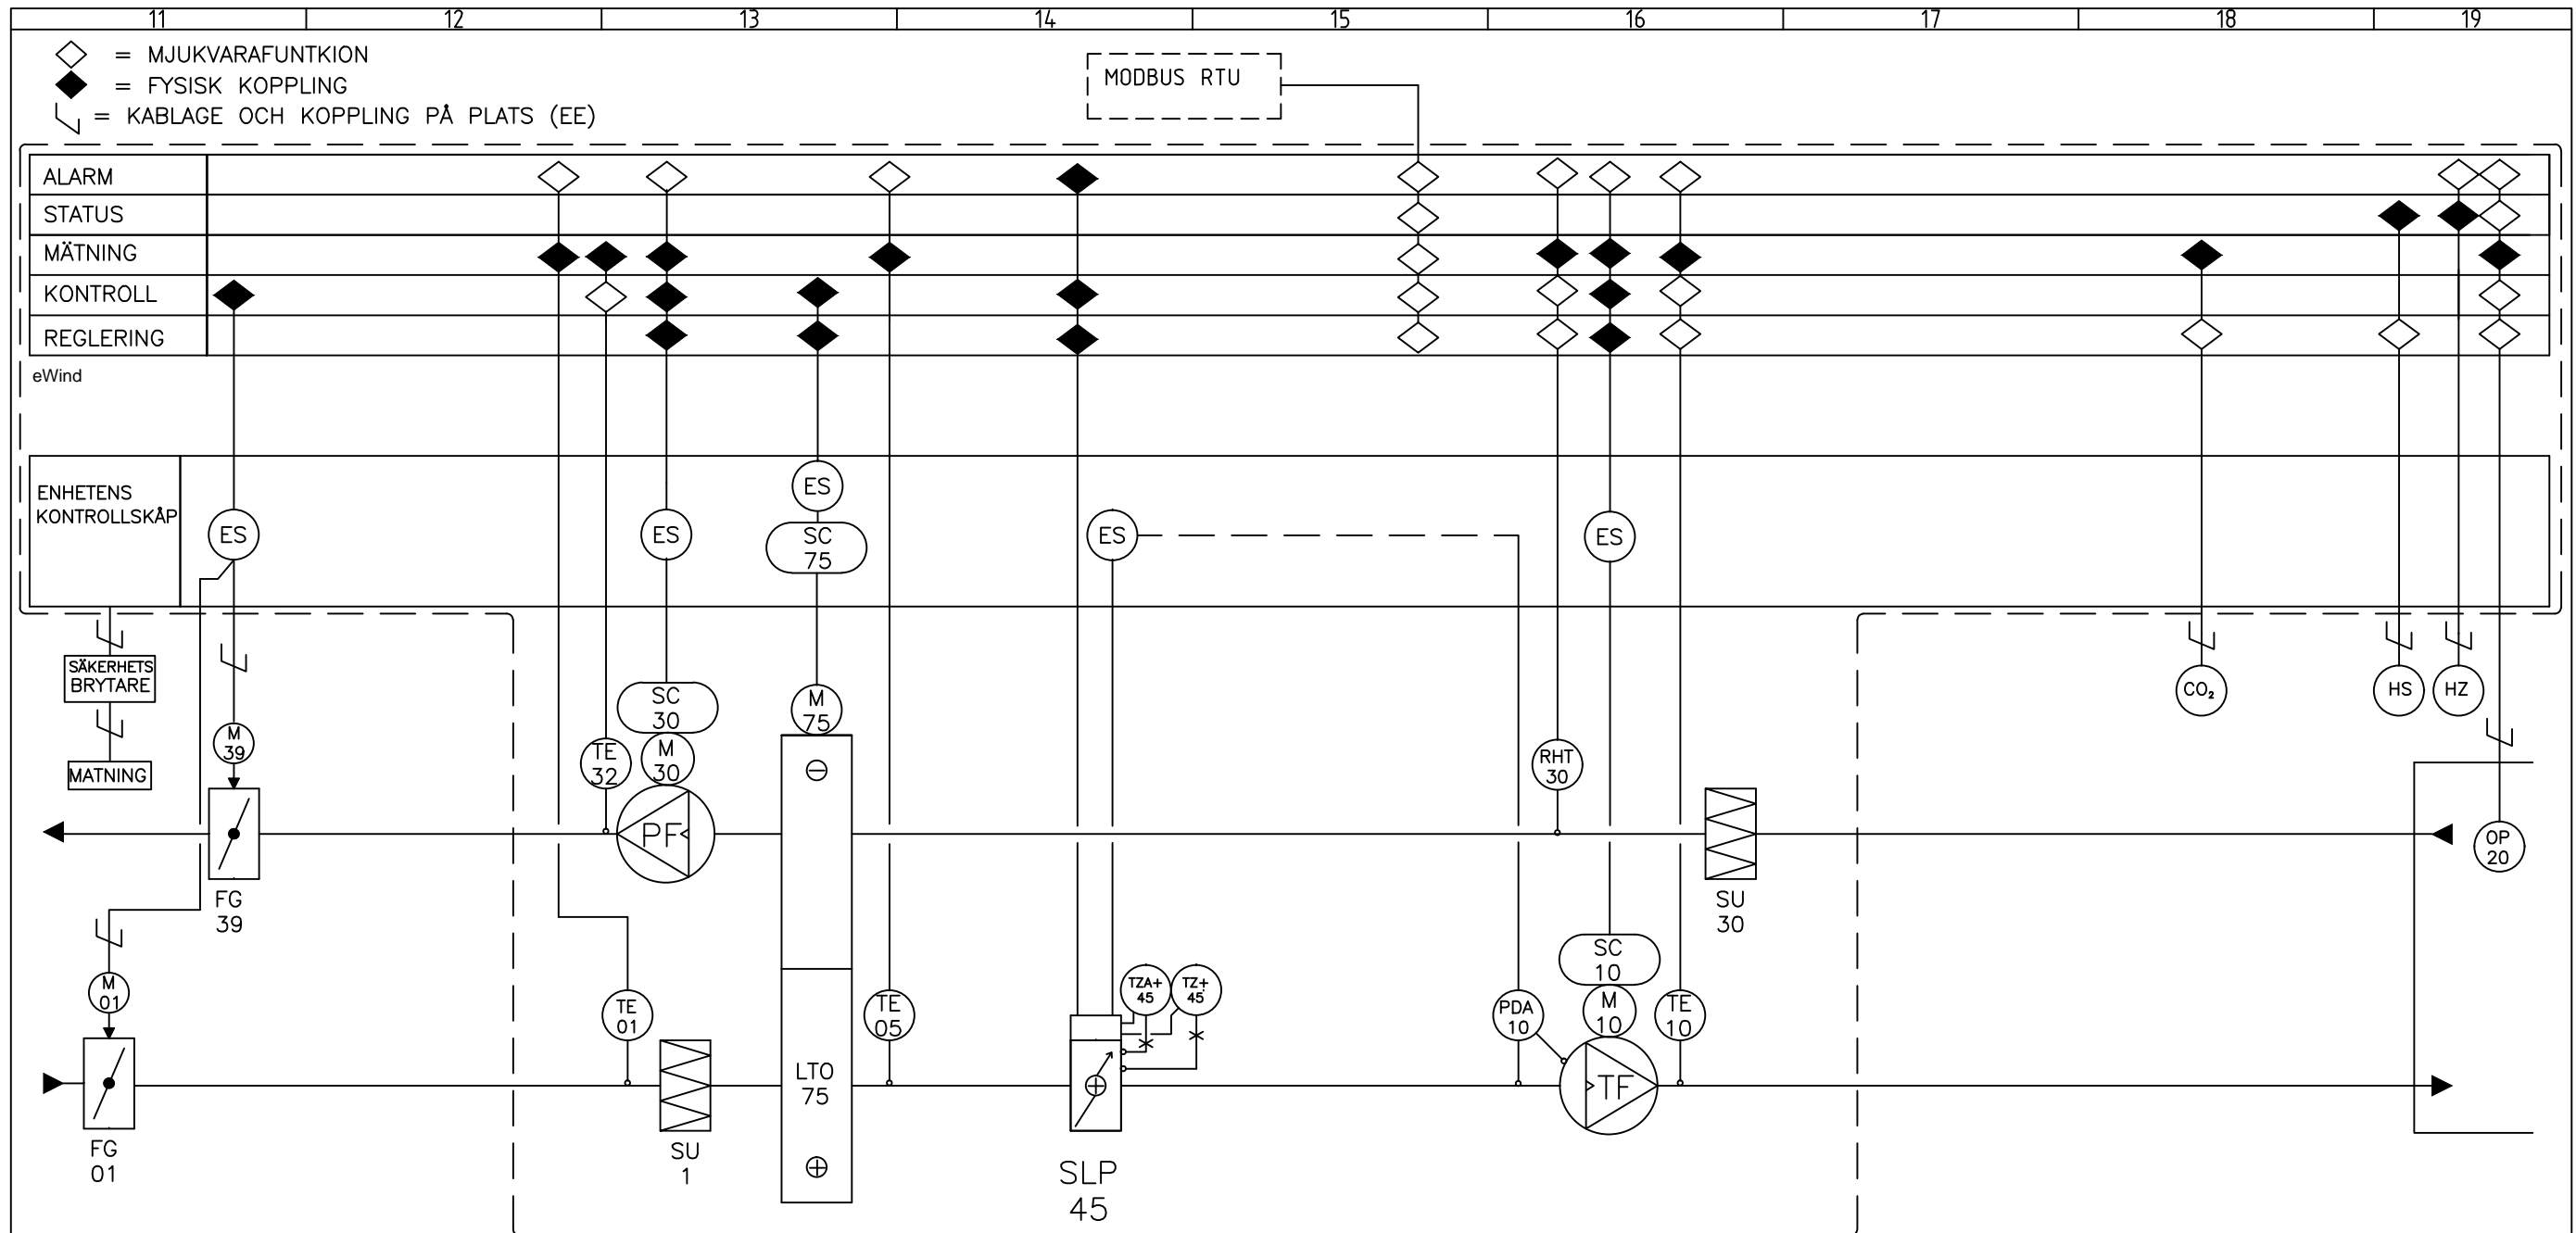 11 12 13 14 15 16 17 18 19
= MJUKVARAFUNTKION
= FYSISK KOPPLING
= KABLAGE OCH KOPPLING PÅ PLATS (EE)
MODBUS RTU
ALARM
STATUS
MÄTNING
KONTROLL
REGLERING
eWind
ENHETENS
KONTROLLSKÅP
ES
ES
ES
SC
75
ES
ES
SÄKERHETS
BRYTARE
MATNING
M
39
SC
30
M
30
TE
32
M
75
RHT
30
CO₂
HS
HZ
OP
20
PF
FG
39
SU
30
M
01
TE
01
TE
05
TZA+
45
TZ+
45
PDA
10
SC
10
M
10
TE
10
LTO
75
TF
FG
01
SU
1
SLP
45